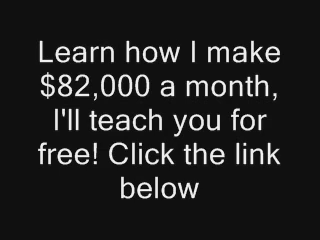 Learn how I make
$82,000 a month,
I'll teach you for
free! Click the link
below